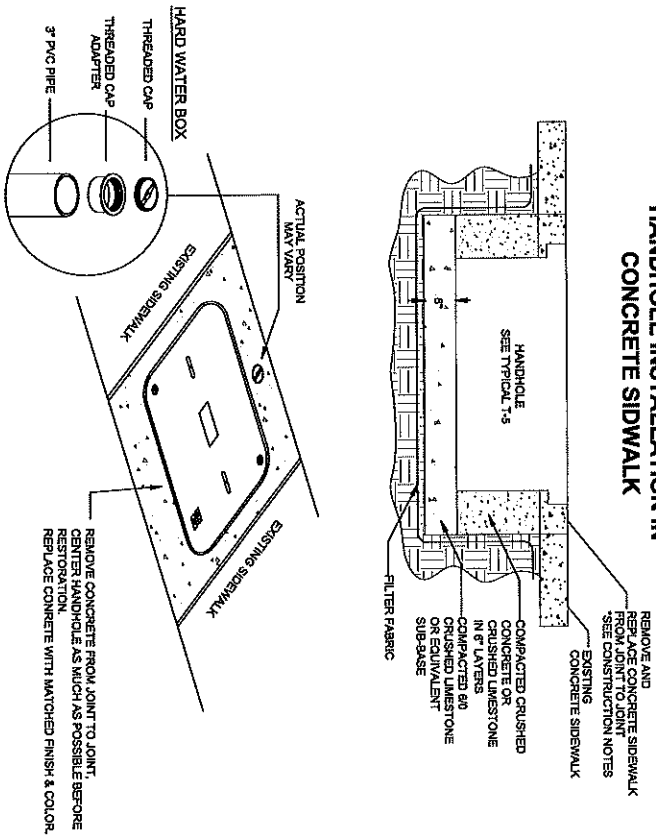 HANDHOLE INSTALLATION IN
CONCRETE SIDWALK
REMOVE AND
REPLACE CONCRETE SIDEWALK
FROM JOINT TO JOINT
*SEE CONSTRUCTION NOTES
EXISTING
CONCRETE SIDEWALK
HANDHOLE
SEE TYPICAL T-5
COMPACTED CRUSHED
CONCRETE OR
CRUSHED LIMESTONE
IN 6" LAYERS
6"
COMPACTED 6/0
CRUSHED LIMESTONE
OR EQUIVALENT
SUB-BASE
FILTER FABRIC
HARD WATER BOX
THREADED CAP
THREADED CAP
ADAPTER
3" PVC PIPE
ACTUAL POSITION
MAY VARY
EXISTING SIDEWALK
EXISTING SIDEWALK
REMOVE CONCRETE FROM JOINT TO JOINT,
CENTER HANDHOLE AS MUCH AS POSSIBLE BEFORE
RESTORATION.
REPLACE CONRETE WITH MATCHED FINISH & COLOR.